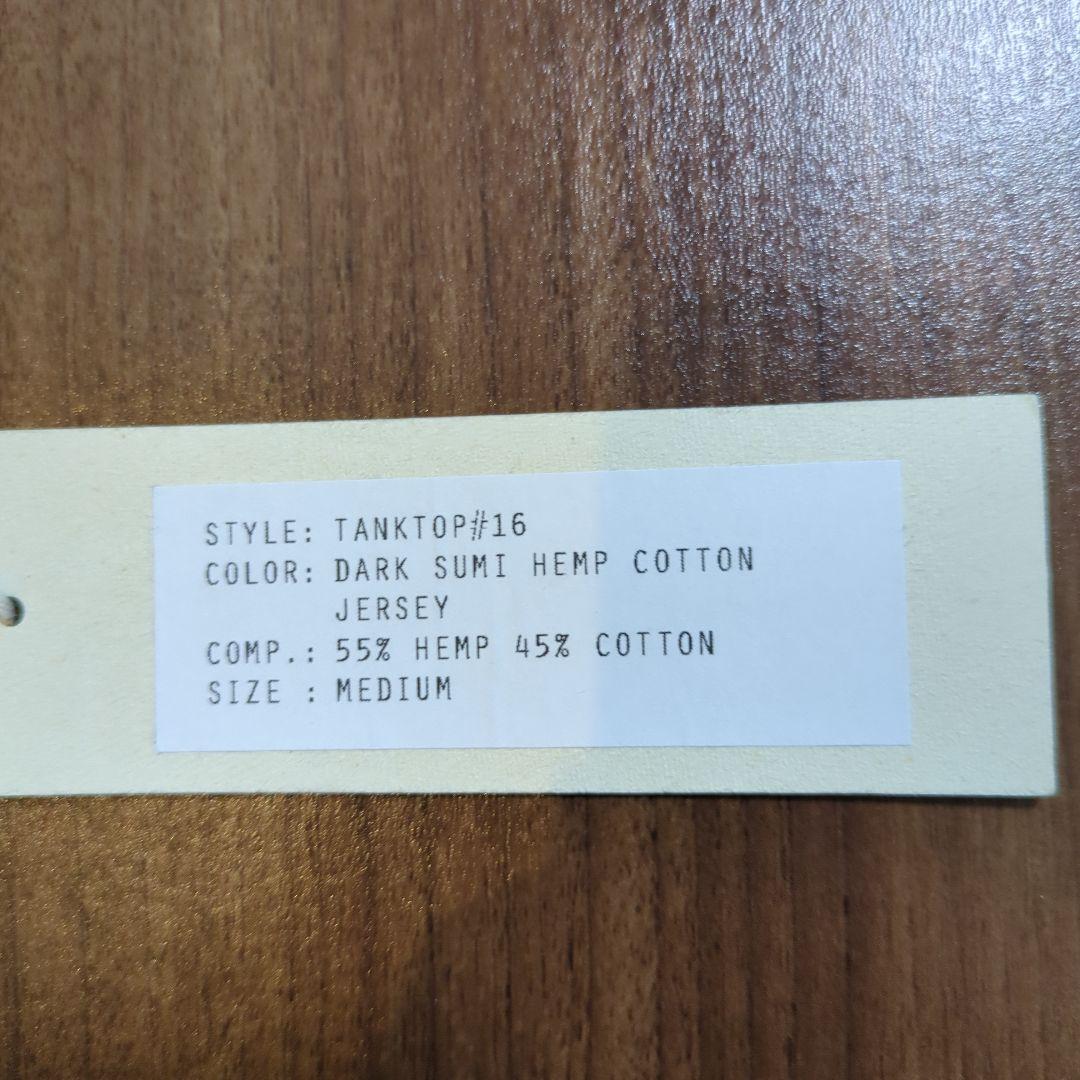 STYLE: TANKTOP#16
COLOR: DARK SUMI HEMP COTTON
JERSEY
COMP.: 55% HEMP 45% COTTON
SIZE : MEDIUM